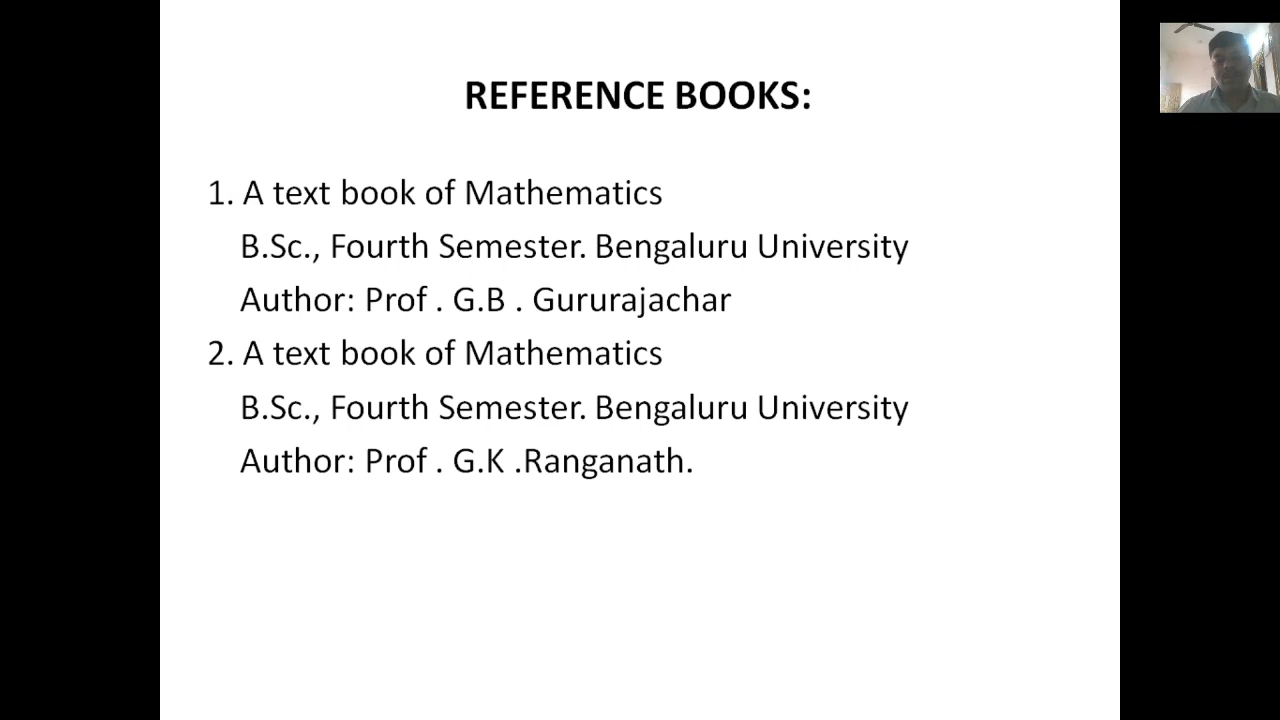 REFERENCE BOOKS:
1. A text book of Mathematics
B.Sc., Fourth Semester. Bengaluru University
Author: Prof . G.B . Gururajachar
2. A text book of Mathematics
B.Sc., Fourth Semester. Bengaluru University
Author: Prof . G.K .Ranganath.